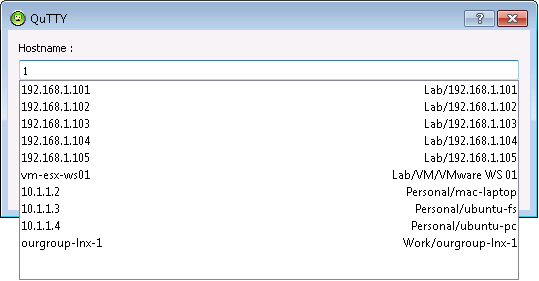 QuTTY
Hostname :
1
192.168.1.101 Lab/192.168.1.101
192.168.1.102 Lab/192.168.1.102
192.168.1.103 Lab/192.168.1.103
192.168.1.104 Lab/192.168.1.104
192.168.1.105 Lab/192.168.1.105
vm-esx-ws01 Lab/VM/VMware WS 01
10.1.1.2 Personal/mac-laptop
10.1.1.3 Personal/ubuntu-fs
10.1.1.4 Personal/ubuntu-pc
ourgroup-lnx-1 Work/ourgroup-lnx-1